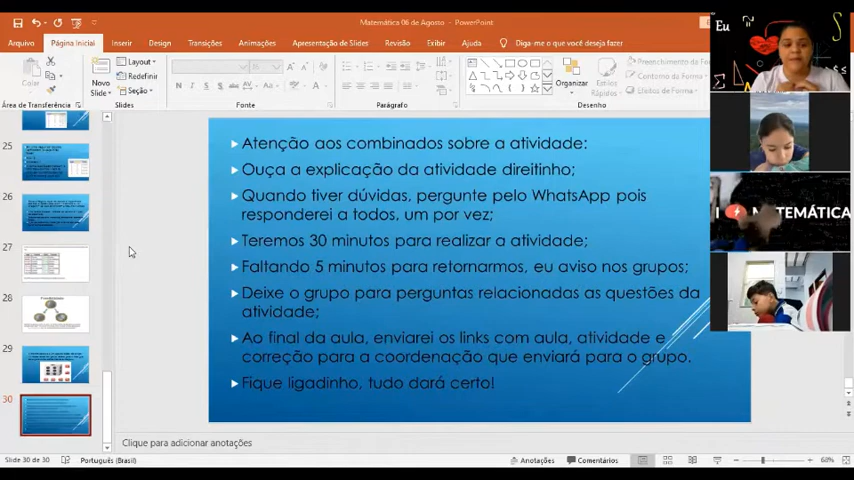 Matemática 06 de Agosto - PowerPoint
Arquivo Página Inicial Inserir Design Transições Animações Apresentação de Slides Revisão Exibir Ajuda Diga-me o que você deseja fazer
Colar
Novo Slide
Layout
Redefinir
Seção
N I S
Organizar
Estilos Rápidos
Preenchimento da Forma
Contorno da Forma
Efeitos de Forma
Área de Transferência Slides Fonte Parágrafo Desenho
Eu
MATEMÁTICA
25
26
27
28
29
30
Atenção aos combinados sobre a atividade:
Ouça a explicação da atividade direitinho;
Quando tiver dúvidas, pergunte pelo WhatsApp pois
responderei a todos, um por vez;
Teremos 30 minutos para realizar a atividade;
Faltando 5 minutos para retornarmos, eu aviso nos grupos;
Deixe o grupo para perguntas relacionadas as questões da
atividade;
Ao final da aula, enviarei os links com aula, atividade e
correção para a coordenação que enviará para o grupo.
Fique ligadinho, tudo dará certo!
Clique para adicionar anotações
Slide 30 de 30 Português (Brasil) Anotações Comentários 68%